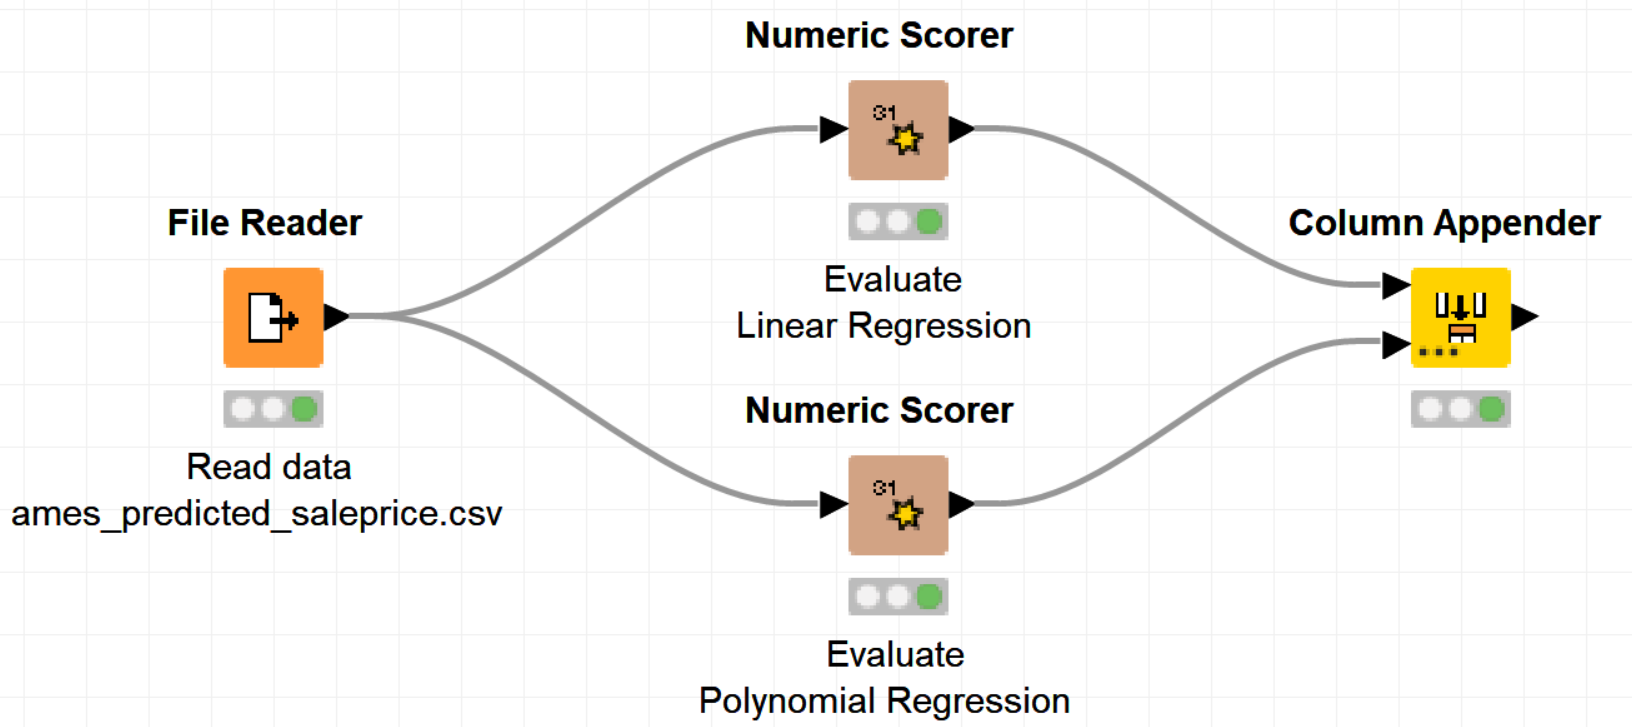 Numeric Scorer
Evaluate
Linear Regression
File Reader
Read data
ames_predicted_saleprice.csv
Numeric Scorer
Evaluate
Polynomial Regression
Column Appender